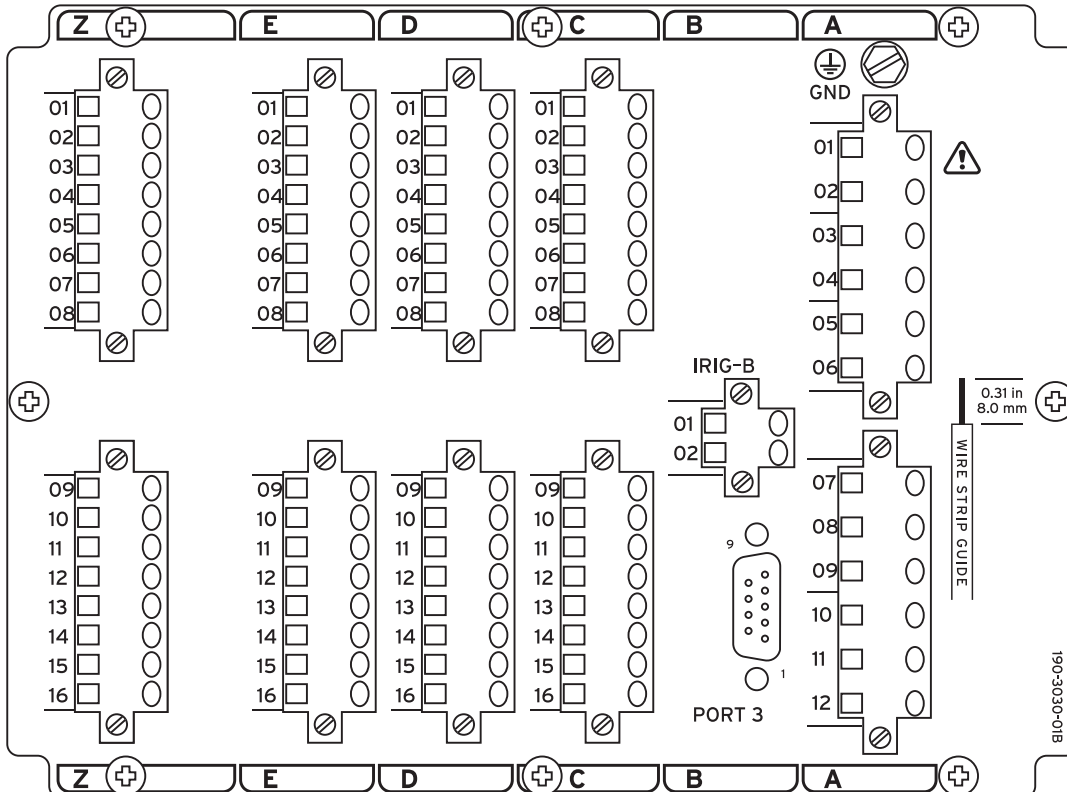 Z E D C B A
GND
01 01 01 01 01
02 02 02 02 02
03 03 03 03 03
04 04 04 04 04
05 05 05 05 05
06 06 06 06 06
07 07 07 07
08 08 08 08
IRIG-B
01
02
0.31 in
8.0 mm
WIRE STRIP GUIDE
09 09 09 09 07
10 10 10 10 08
11 11 11 11 09
12 12 12 12 10
13 13 13 13 11
14 14 14 14 12
15 15 15 15
16 16 16 16
9
1
PORT 3
190-3030-01B
Z E D C B A